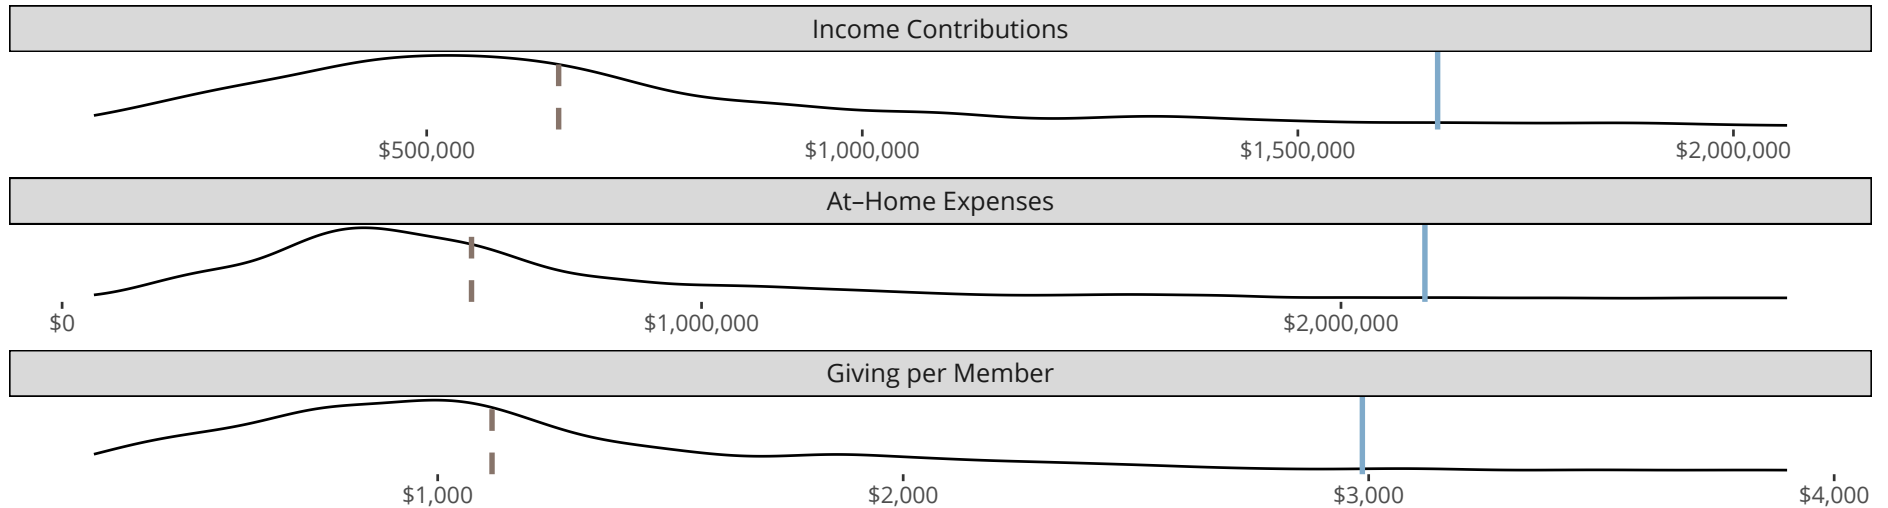 Income Contributions
$500,000 $1,000,000 $1,500,000 $2,000,000
At–Home Expenses
$0 $1,000,000 $2,000,000
Giving per Member
$1,000 $2,000 $3,000 $4,000